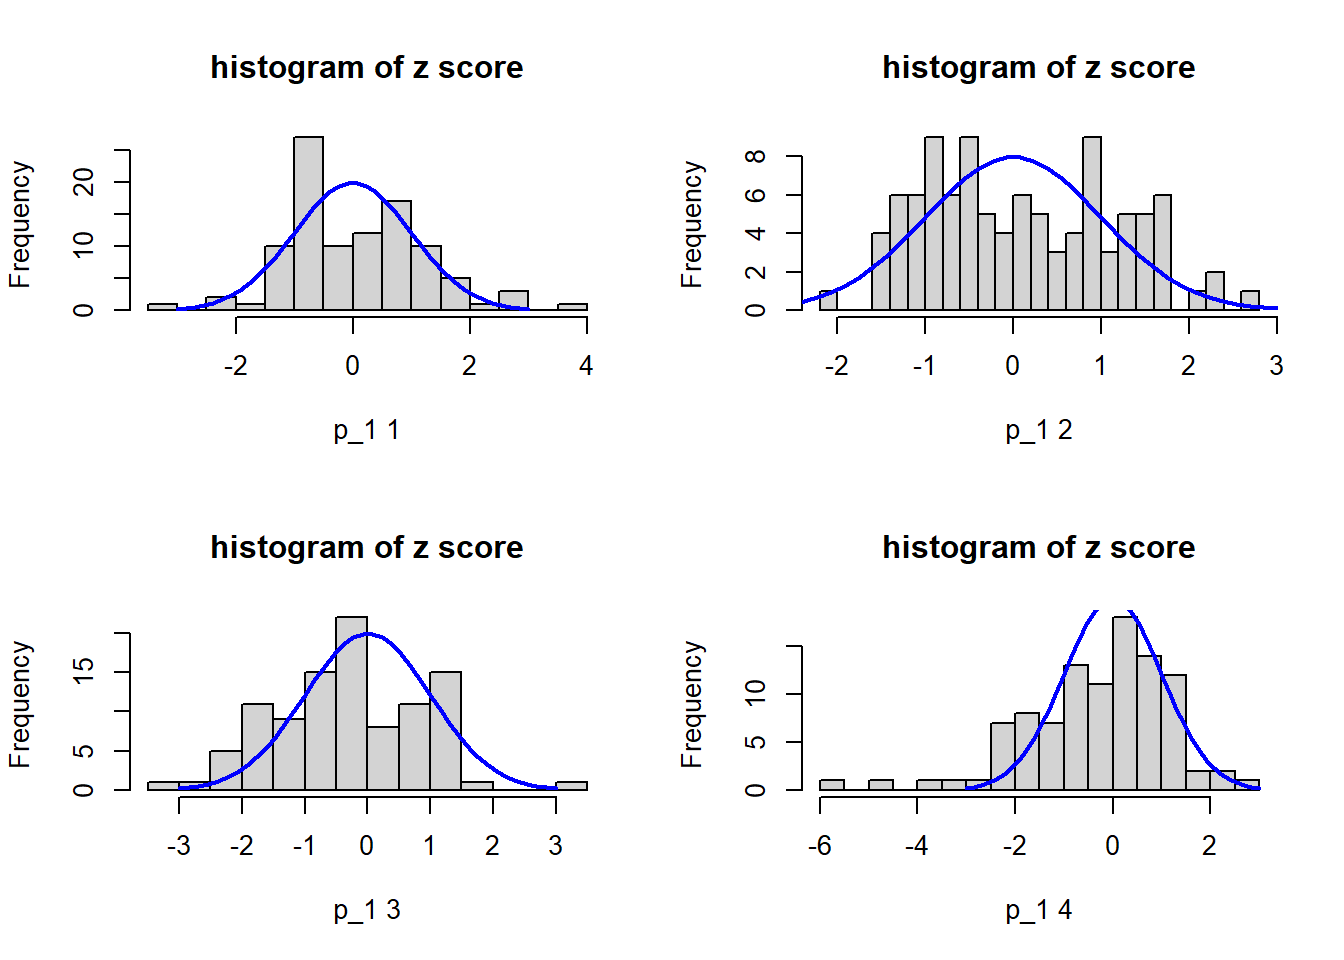 histogram of z score
Frequency
0 10 20
-2 0 2 4
p_1 1
histogram of z score
Frequency
0 2 4 6 8
-2 -1 0 1 2 3
p_1 2
histogram of z score
Frequency
0 5 15
-3 -2 -1 0 1 2 3
p_1 3
histogram of z score
Frequency
0 5 10
-6 -4 -2 0 2
p_1 4